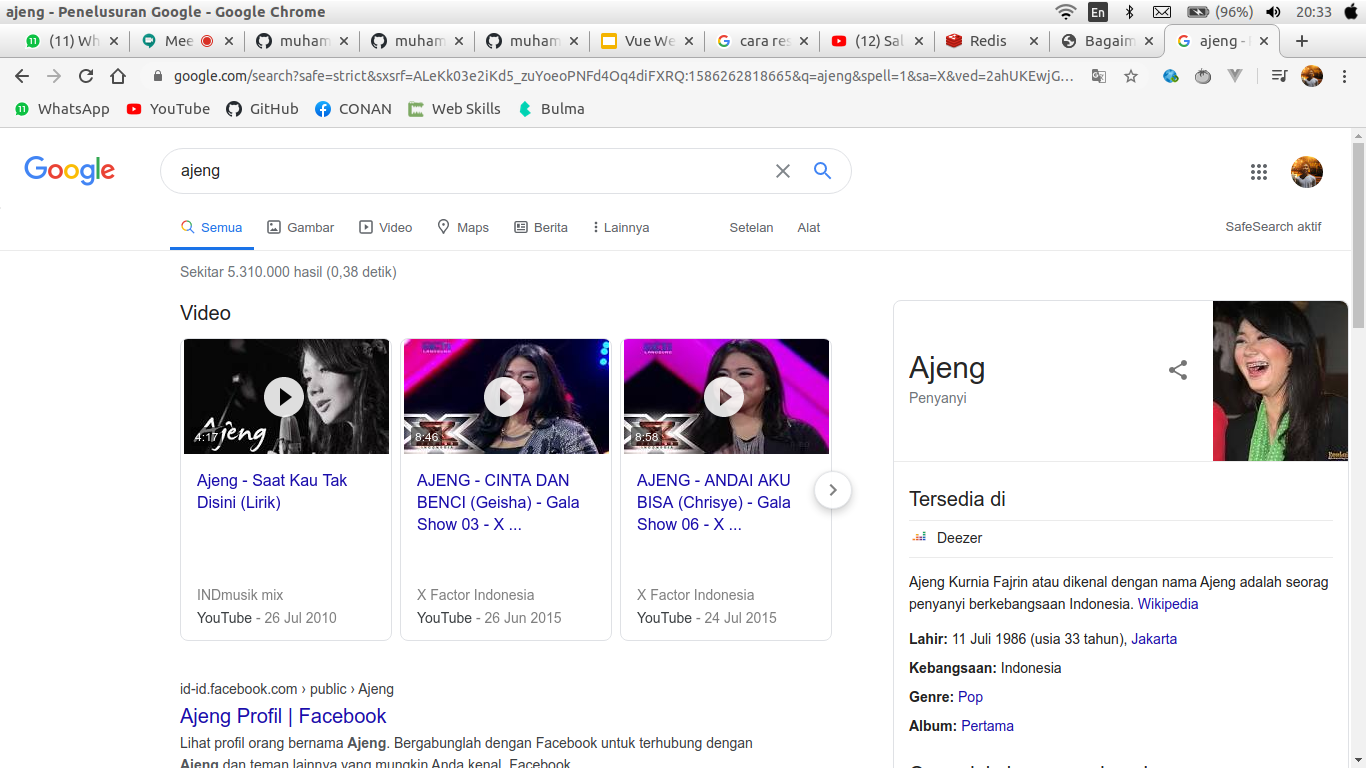 ajeng - Penelusuran Google - Google Chrome
En
(96%)
20:33
(11) Wh
Mee
muham
muham
muham
Vue We
cara res
(12) Sal
Redis
Bagaim
ajeng -
google.com/search?safe=strict&sxsrf=ALeKk03e2iKd5_zuYoeoPNFd4Oq4diFXRQ:1586262818665&q=ajeng&spell=1&sa=X&ved=2ahUKEwjG...
WhatsApp
YouTube
GitHub
CONAN
Web Skills
Bulma
Google
ajeng
Semua
Gambar
Video
Maps
Berita
Lainnya
Setelan
Alat
SafeSearch aktif
Sekitar 5.310.000 hasil (0,38 detik)
Video
Ajeng
4:17
Ajeng - Saat Kau Tak
Disini (Lirik)
INDmusik mix
YouTube - 26 Jul 2010
8:46
AJENG - CINTA DAN
BENCI (Geisha) - Gala
Show 03 - X ...
X Factor Indonesia
YouTube - 26 Jun 2015
8:58
AJENG - ANDAI AKU
BISA (Chrisye) - Gala
Show 06 - X ...
X Factor Indonesia
YouTube - 24 Jul 2015
id-id.facebook.com › public › Ajeng
Ajeng Profil | Facebook
Lihat profil orang bernama Ajeng. Bergabunglah dengan Facebook untuk terhubung dengan
Ajeng dan teman lainnya yang mungkin Anda kenal. Facebook
Ajeng
Penyanyi
Tersedia di
Deezer
Ajeng Kurnia Fajrin atau dikenal dengan nama Ajeng adalah seorag
penyanyi berkebangsaan Indonesia. Wikipedia
Lahir: 11 Juli 1986 (usia 33 tahun), Jakarta
Kebangsaan: Indonesia
Genre: Pop
Album: Pertama